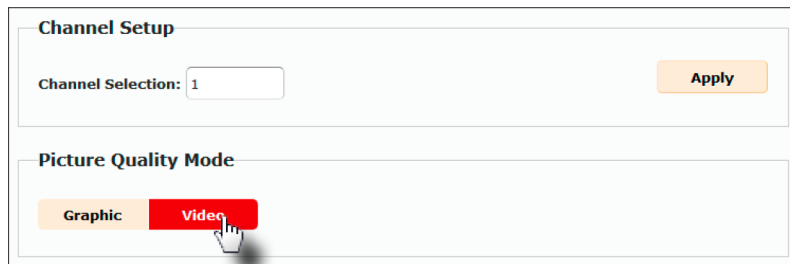 Channel Setup
Channel Selection: 1
Apply
Picture Quality Mode
Graphic Video